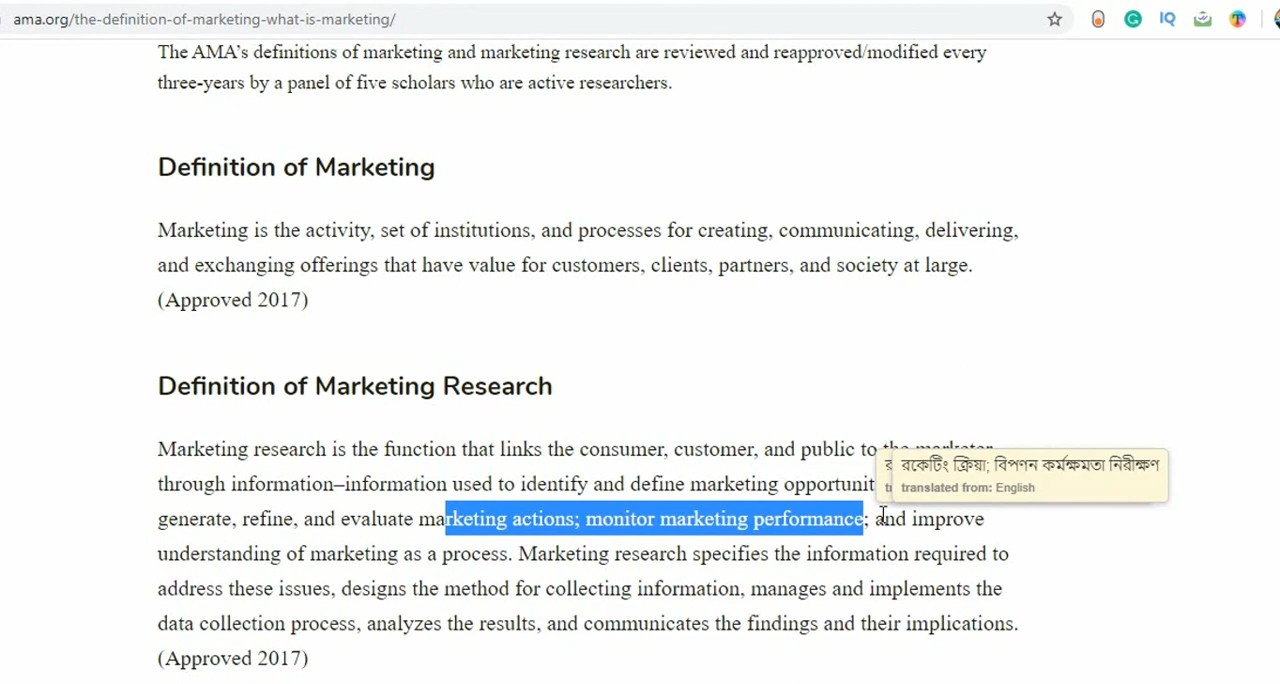 ama.org/the-definition-of-marketing-what-is-marketing/
IQ
The AMA's definitions of marketing and marketing research are reviewed and reapproved/modified every
three-years by a panel of five scholars who are active researchers.
Definition of Marketing
Marketing is the activity, set of institutions, and processes for creating, communicating, delivering,
and exchanging offerings that have value for customers, clients, partners, and society at large.
(Approved 2017)
Definition of Marketing Research
Marketing research is the function that links the consumer, customer, and public to
through information–information used to identify and define marketing
generate, refine, and evaluate marketing actions; monitor marketing performance; and improve
understanding of marketing as a process. Marketing research specifies the information required to
address these issues, designs the method for collecting information, manages and implements the
data collection process, analyzes the results, and communicates the findings and their implications.
(Approved 2017)
রকেটিং ক্রিয়া; বিপণন কর্মক্ষমতা নিরীক্ষণ
translated from: English